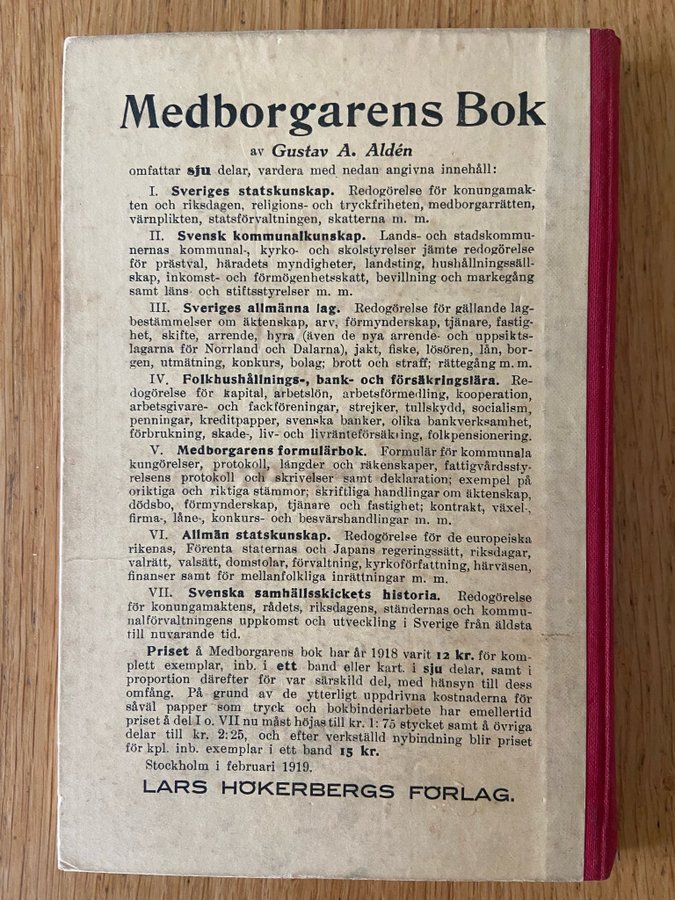 Medborgarens Bok
av Gustav A. Aldén
omfattar sju delar, vardera med nedan angivna innehåll:
I. Sveriges statskunskap. Redogörelse för konungamak-
ten och riksdagen, religions- och tryckfriheten, medborgarrätten,
värnplikten, statsförvaltningen, skatterna m. m.
II. Svensk kommunalkunskap. Lands- och stadskommu-
nernas kommunal-, kyrko- och skolstyrelser jämte redogörelse
för prästval, häradets myndigheter, landsting, hushållningssäll-
skap, inkomst- och förmögenhetsskatt, bevillning och markegång
samt läns- och stiftsstyrelser m. m.
III. Sveriges allmänna lag. Redogörelse för gällande lag-
bestämmelser om äktenskap, arv, förmynderskap, tjänare, fastig-
het, skifte, arrende, hyra (även de nya arrende- och uppsikts-
lagarna för Norrland och Dalarna), jakt, fiske, lösören, lån, bor-
gen, utmätning, konkurs, bolag; brott och straff; rättegång m. m.
IV. Folkhushållnings-, bank- och försäkringslära. Re-
dogörelse för kapital, arbetslön, arbetsförmedling, kooperation,
arbetsgivare- och fackföreningar, strejker, tullskydd, socialism,
penningar, kreditpapper, svenska banker, olika bankverksamhet,
förbrukning, skade-, liv- och livränteförsäkring, folkpensionering.
V. Medborgarens formulärbok. Formulär för kommunala
kungörelser, protokoll, längder och räkenskaper, fattigvårdssty-
relsens protokoll och skrivelser samt deklaration; exempel på
oriktiga och riktiga stämmor; skriftliga handlingar om äktenskap,
dödsbo, förmynderskap, tjänare och fastighet; kontrakt, växel-,
firma-, låne-, konkurs- och besvärshandlingar m. m.
VI. Allmän statskunskap. Redogörelse för de europeiska
rikenas, Förenta staternas och Japans regeringssätt, riksdagar,
valrätt, valsätt, domstolar, förvaltning, kyrkoförfattning, härväsen,
finanser samt för mellanfolkliga inrättningar m. m.
VII. Svenska samhällsskickets historia. Redogörelse
för konungamaktens, rådets, riksdagens, ständernas och kommu-
nalförvaltningens uppkomst och utveckling i Sverige från äldsta
till nuvarande tid.
Priset å Medborgarens bok har år 1918 varit 12 kr. för kom-
plett exemplar, inb. i ett band eller kart. i sju delar, samt i
proportion därefter för var särskild del, med hänsyn till dess
omfång. På grund av de ytterligt uppdrivna kostnaderna för
såväl papper som tryck och bokbinderiarbete har emellertid
priset å del I o. VII nu måst höjas till kr. 1: 75 stycket samt å övriga
delar till kr. 2:25, och efter verkställd nybindning blir priset
för kpl. inb. exemplar i ett band 15 kr.
Stockholm i februari 1919.
LARS HÖKERBERGS FÖRLAG.